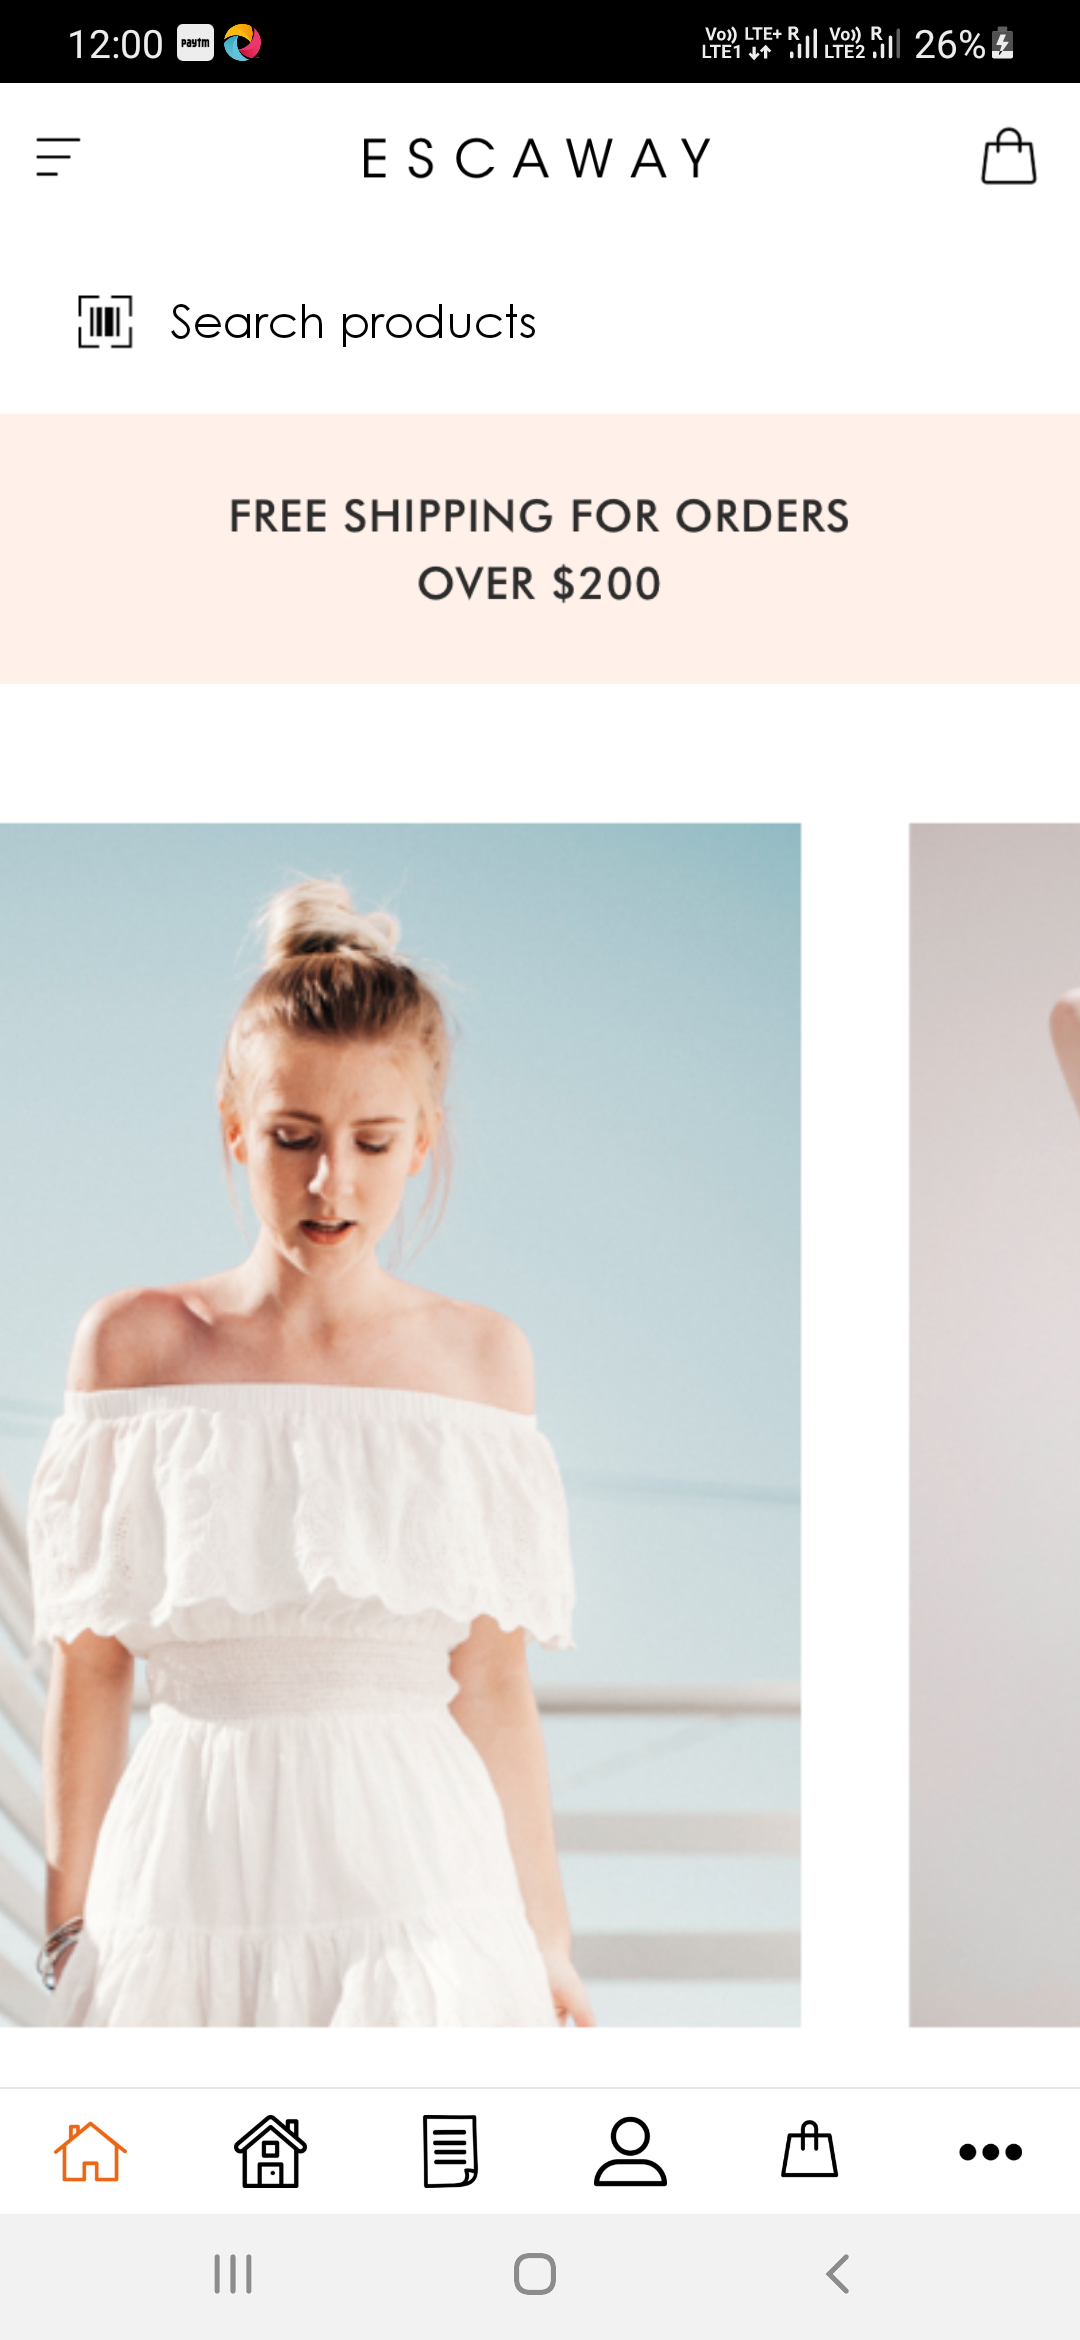 12:00 paytm Vo)) LTE+ R Vo)) R 26%
LTE1 LTE2
ESCAWAY
Search products
FREE SHIPPING FOR ORDERS
OVER $200